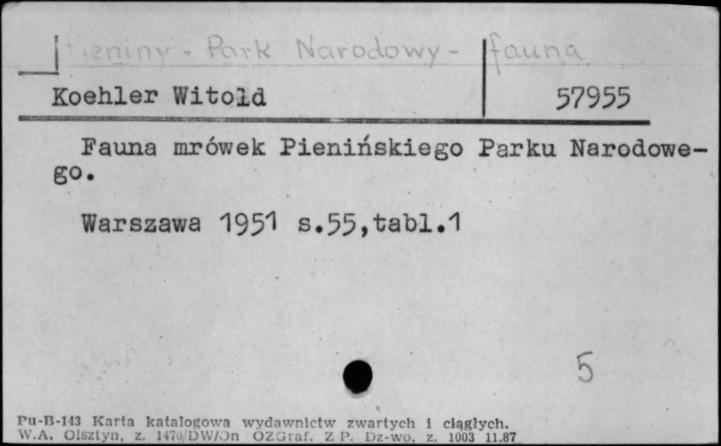 Pieniny - Park Narodowy - fauna
Koehler Witold 57955
Fauna mrówek Pienińskiego Parku Narodowe-
go.
Warszawa 1951 s.55,tabl.1
5
Pu-B-143 Karta katalogowa wydawnictw zwartych i ciągłych.
W.A. Olsztyn, z. 1470/DW/On OZGraf. Z P. Dz-wo, z. 1003 11.87